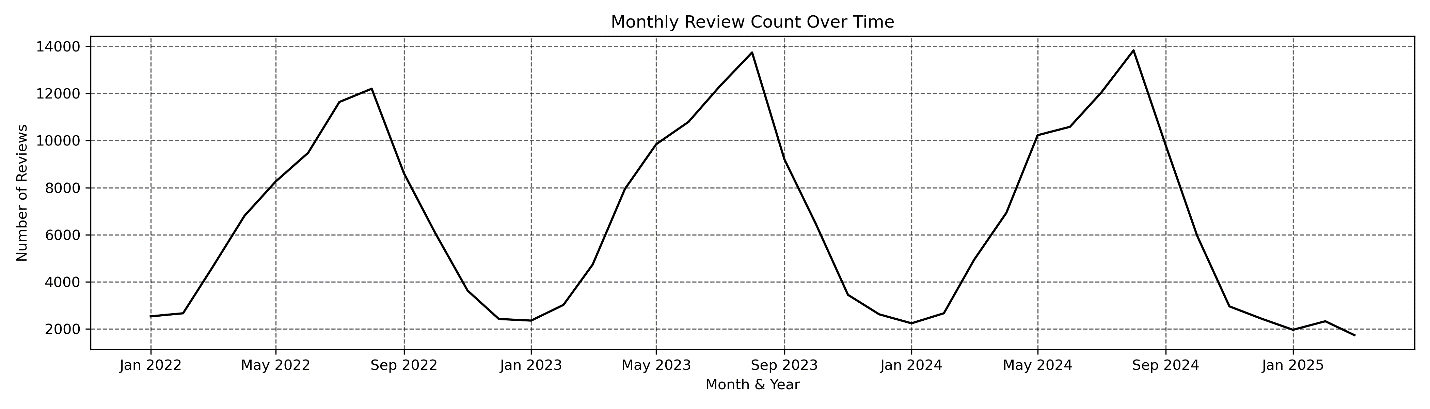 Monthly Review Count Over Time
Number of Reviews
14000
12000
10000
8000
6000
4000
2000
Jan 2022 May 2022 Sep 2022 Jan 2023 May 2023 Sep 2023 Jan 2024 May 2024 Sep 2024 Jan 2025
Month & Year